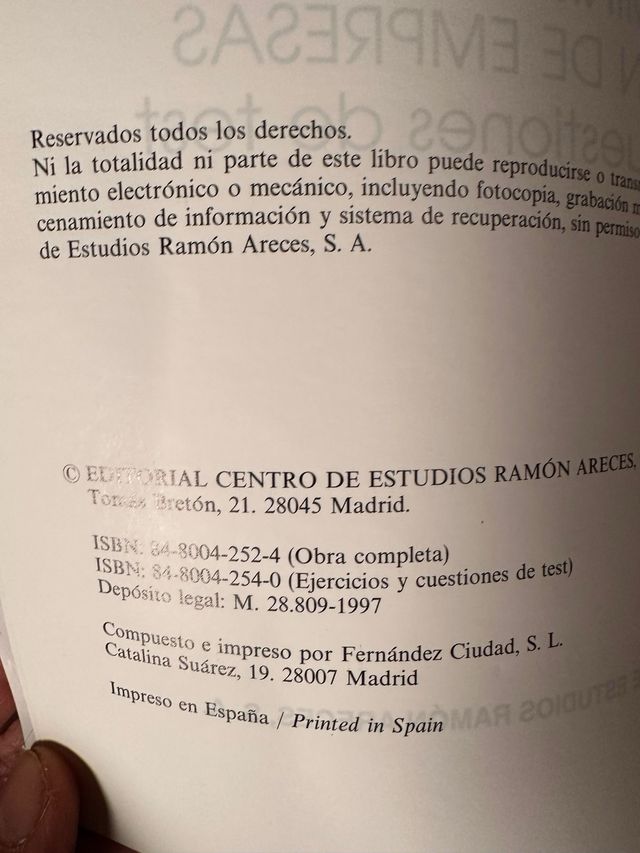 Reservados todos los derechos.
Ni la totalidad ni parte de este libro puede reproducirse o trans
miento electrónico o mecánico, incluyendo fotocopia, grabación m
cenamiento de información y sistema de recuperación, sin permiso
de Estudios Ramón Areces, S. A.
© EDITORIAL CENTRO DE ESTUDIOS RAMÓN ARECES,
Tomás Bretón, 21. 28045 Madrid.
ISBN: 84-8004-252-4 (Obra completa)
ISBN: 84-8004-254-0 (Ejercicios y cuestiones de test)
Depósito legal: M. 28.809-1997
Compuesto e impreso por Fernández Ciudad, S. L.
Catalina Suárez, 19. 28007 Madrid
Impreso en España / Printed in Spain